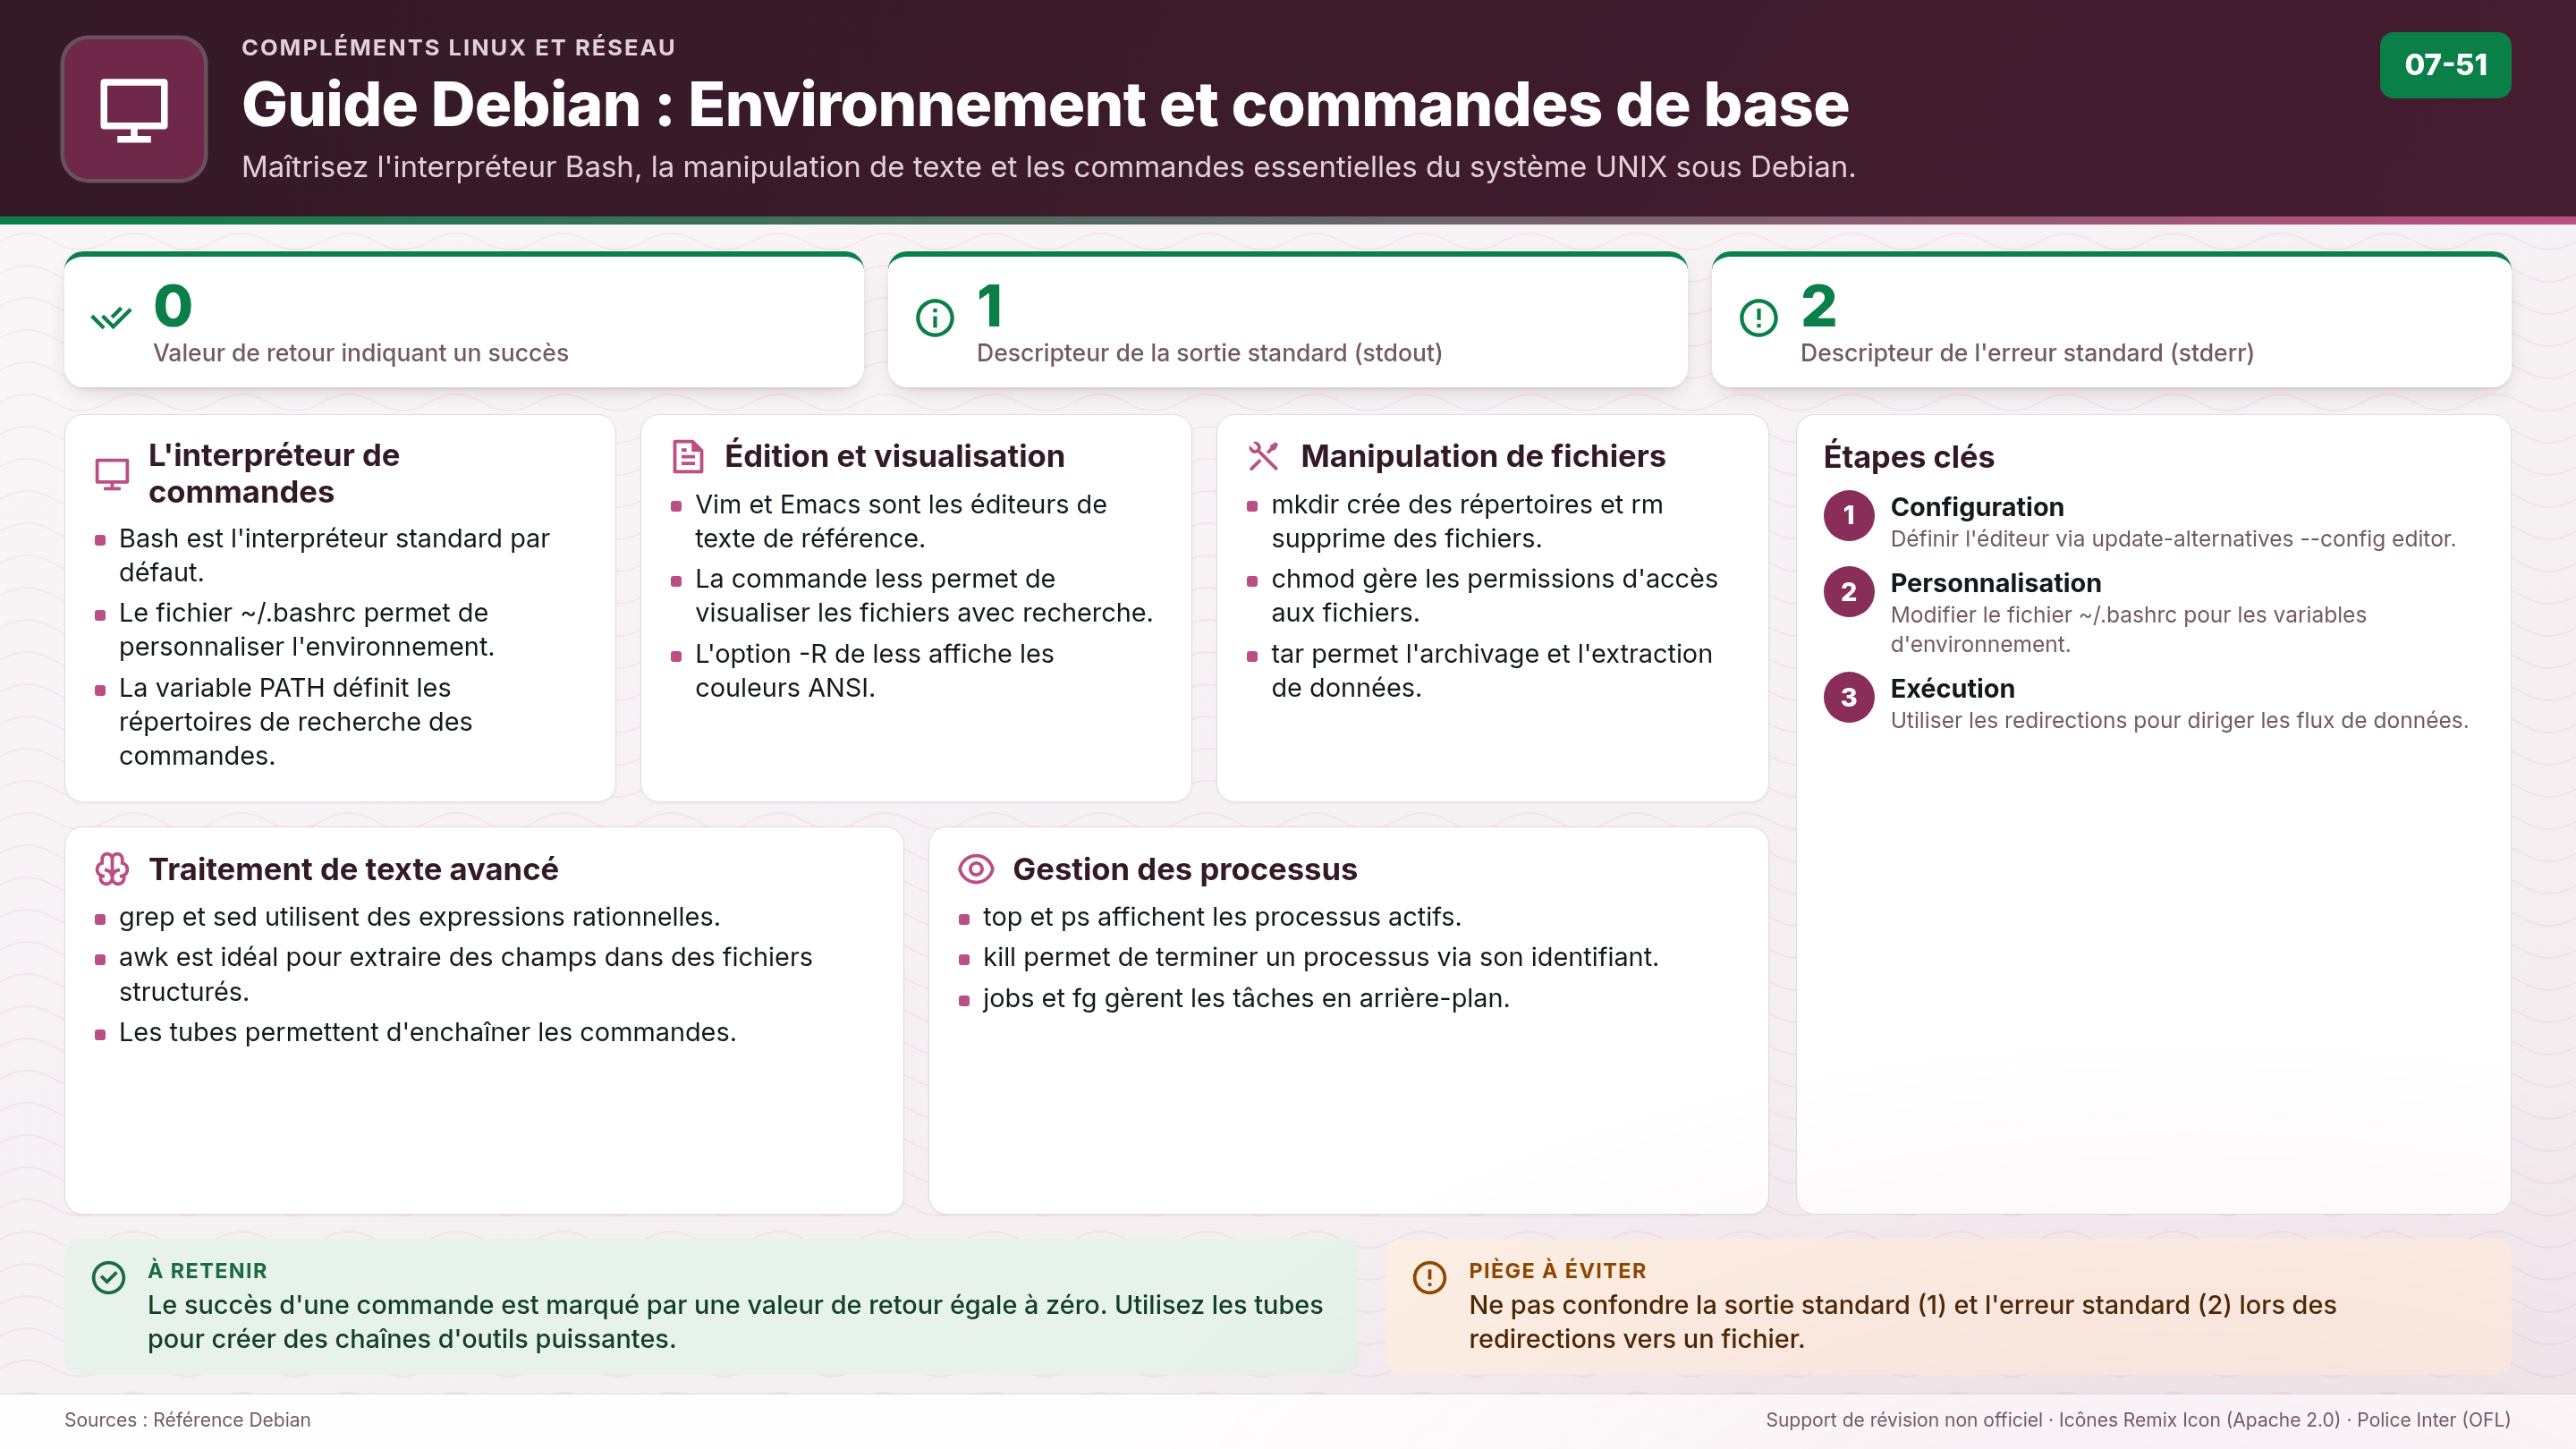 COMPLÉMENTS LINUX ET RÉSEAU
Guide Debian : Environnement et commandes de base
Maîtrisez l'interpréteur Bash, la manipulation de texte et les commandes essentielles du système UNIX sous Debian.
07-51
0
Valeur de retour indiquant un succès
1
Descripteur de la sortie standard (stdout)
2
Descripteur de l'erreur standard (stderr)
L'interpréteur de
commandes
Bash est l'interpréteur standard par
défaut.
Le fichier ~/.bashrc permet de
personnaliser l'environnement.
La variable PATH définit les
répertoires de recherche des
commandes.
Édition et visualisation
Vim et Emacs sont les éditeurs de
texte de référence.
La commande less permet de
visualiser les fichiers avec recherche.
L'option -R de less affiche les
couleurs ANSI.
Manipulation de fichiers
mkdir crée des répertoires et rm
supprime des fichiers.
chmod gère les permissions d'accès
aux fichiers.
tar permet l'archivage et l'extraction
de données.
Étapes clés
1
Configuration
Définir l'éditeur via update-alternatives --config editor.
2
Personnalisation
Modifier le fichier ~/.bashrc pour les variables
d'environnement.
3
Exécution
Utiliser les redirections pour diriger les flux de données.
Traitement de texte avancé
grep et sed utilisent des expressions rationnelles.
awk est idéal pour extraire des champs dans des fichiers
structurés.
Les tubes permettent d'enchaîner les commandes.
Gestion des processus
top et ps affichent les processus actifs.
kill permet de terminer un processus via son identifiant.
jobs et fg gèrent les tâches en arrière-plan.
À RETENIR
Le succès d'une commande est marqué par une valeur de retour égale à zéro. Utilisez les tubes
pour créer des chaînes d'outils puissantes.
PIÈGE À ÉVITER
Ne pas confondre la sortie standard (1) et l'erreur standard (2) lors des
redirections vers un fichier.
Sources : Référence Debian
Support de révision non officiel · Icônes Remix Icon (Apache 2.0) · Police Inter (OFL)